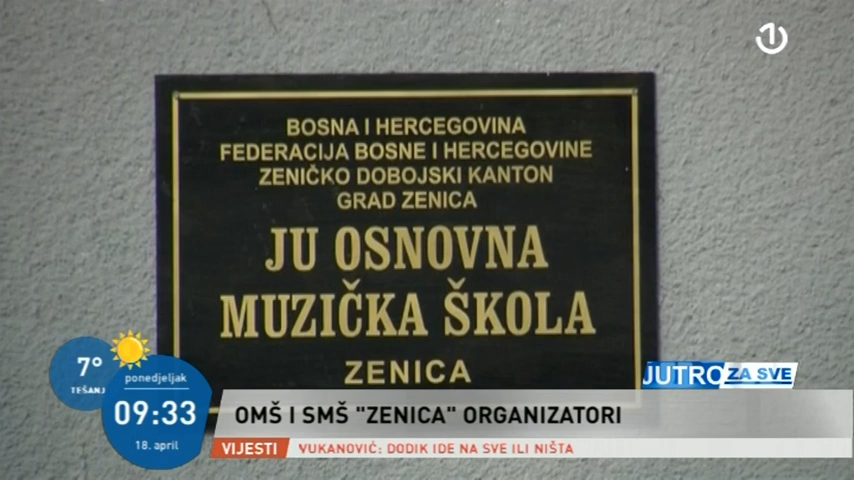 1
BOSNA I HERCEGOVINA
FEDERACIJA BOSNE I HERCEGOVINE
ZENIČKO DOBOJSKI KANTON
GRAD ZENICA
JU OSNOVNA
MUZIČKA ŠKOLA
ZENICA
7°
TEŠANJ
ponedjeljak
09:33
18. april
JUTRO ZA SVE
OMŠ I SMŠ "ZENICA" ORGANIZATORI
VIJESTI VUKANOVIĆ: DODIK IDE NA SVE ILI NIŠTA